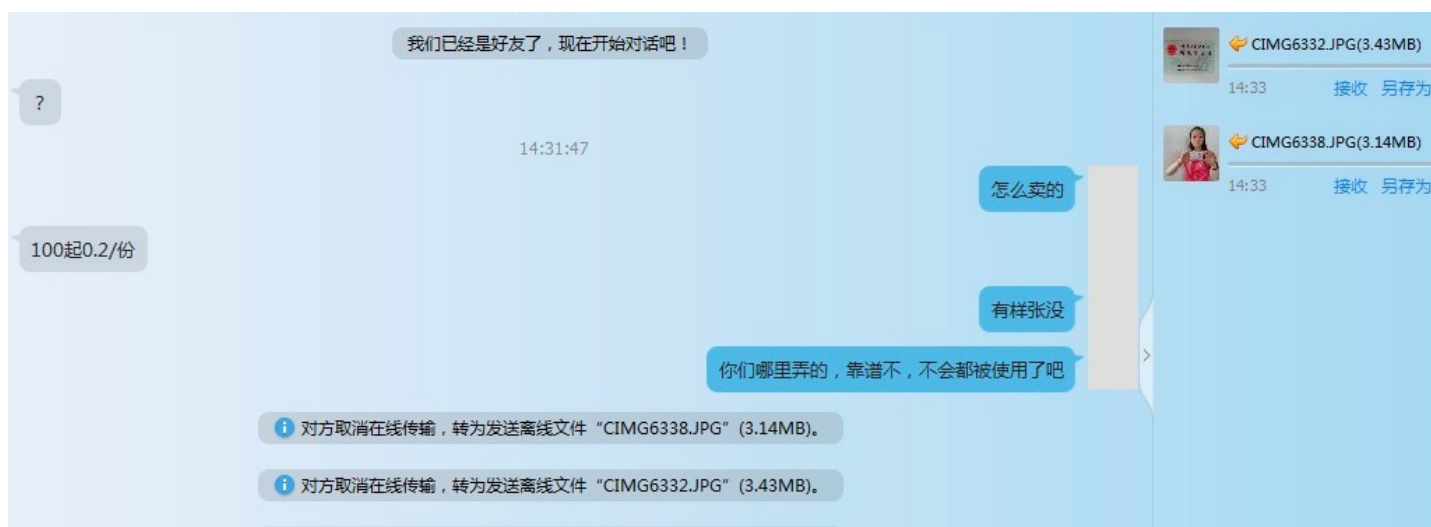 我们已经是好友了，现在开始对话吧！
？
14:31:47
怎么卖的
100起0.2/份
有样张没
你们哪里弄的，靠谱不，不会都被使用了吧
对方取消在线传输，转为发送离线文件“CIMG6338.JPG”(3.14MB)。
对方取消在线传输，转为发送离线文件“CIMG6332.JPG”(3.43MB)。
CIMG6332.JPG(3.43MB)
14:33 接收 另存为
CIMG6338.JPG(3.14MB)
14:33 接收 另存为